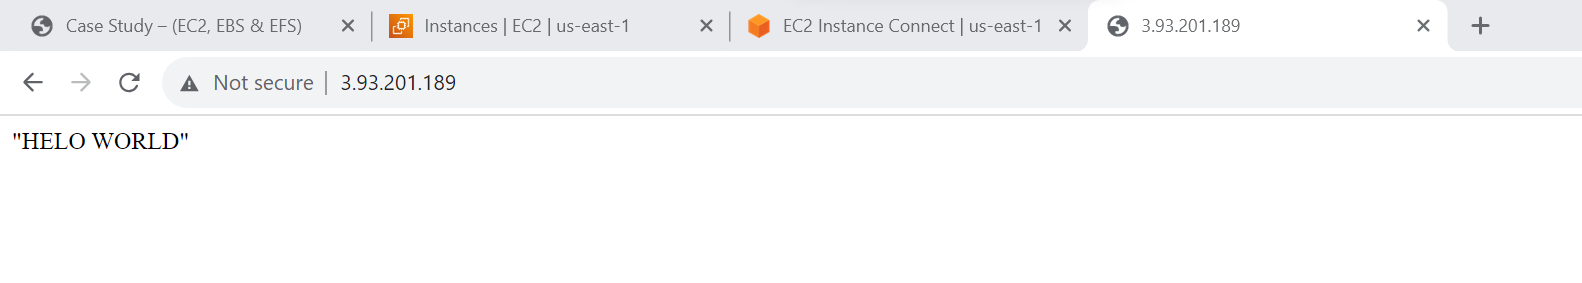 Case Study – (EC2, EBS & EFS)
Instances | EC2 | us-east-1
EC2 Instance Connect | us-east-1
3.93.201.189
Not secure
3.93.201.189
"HELO WORLD"